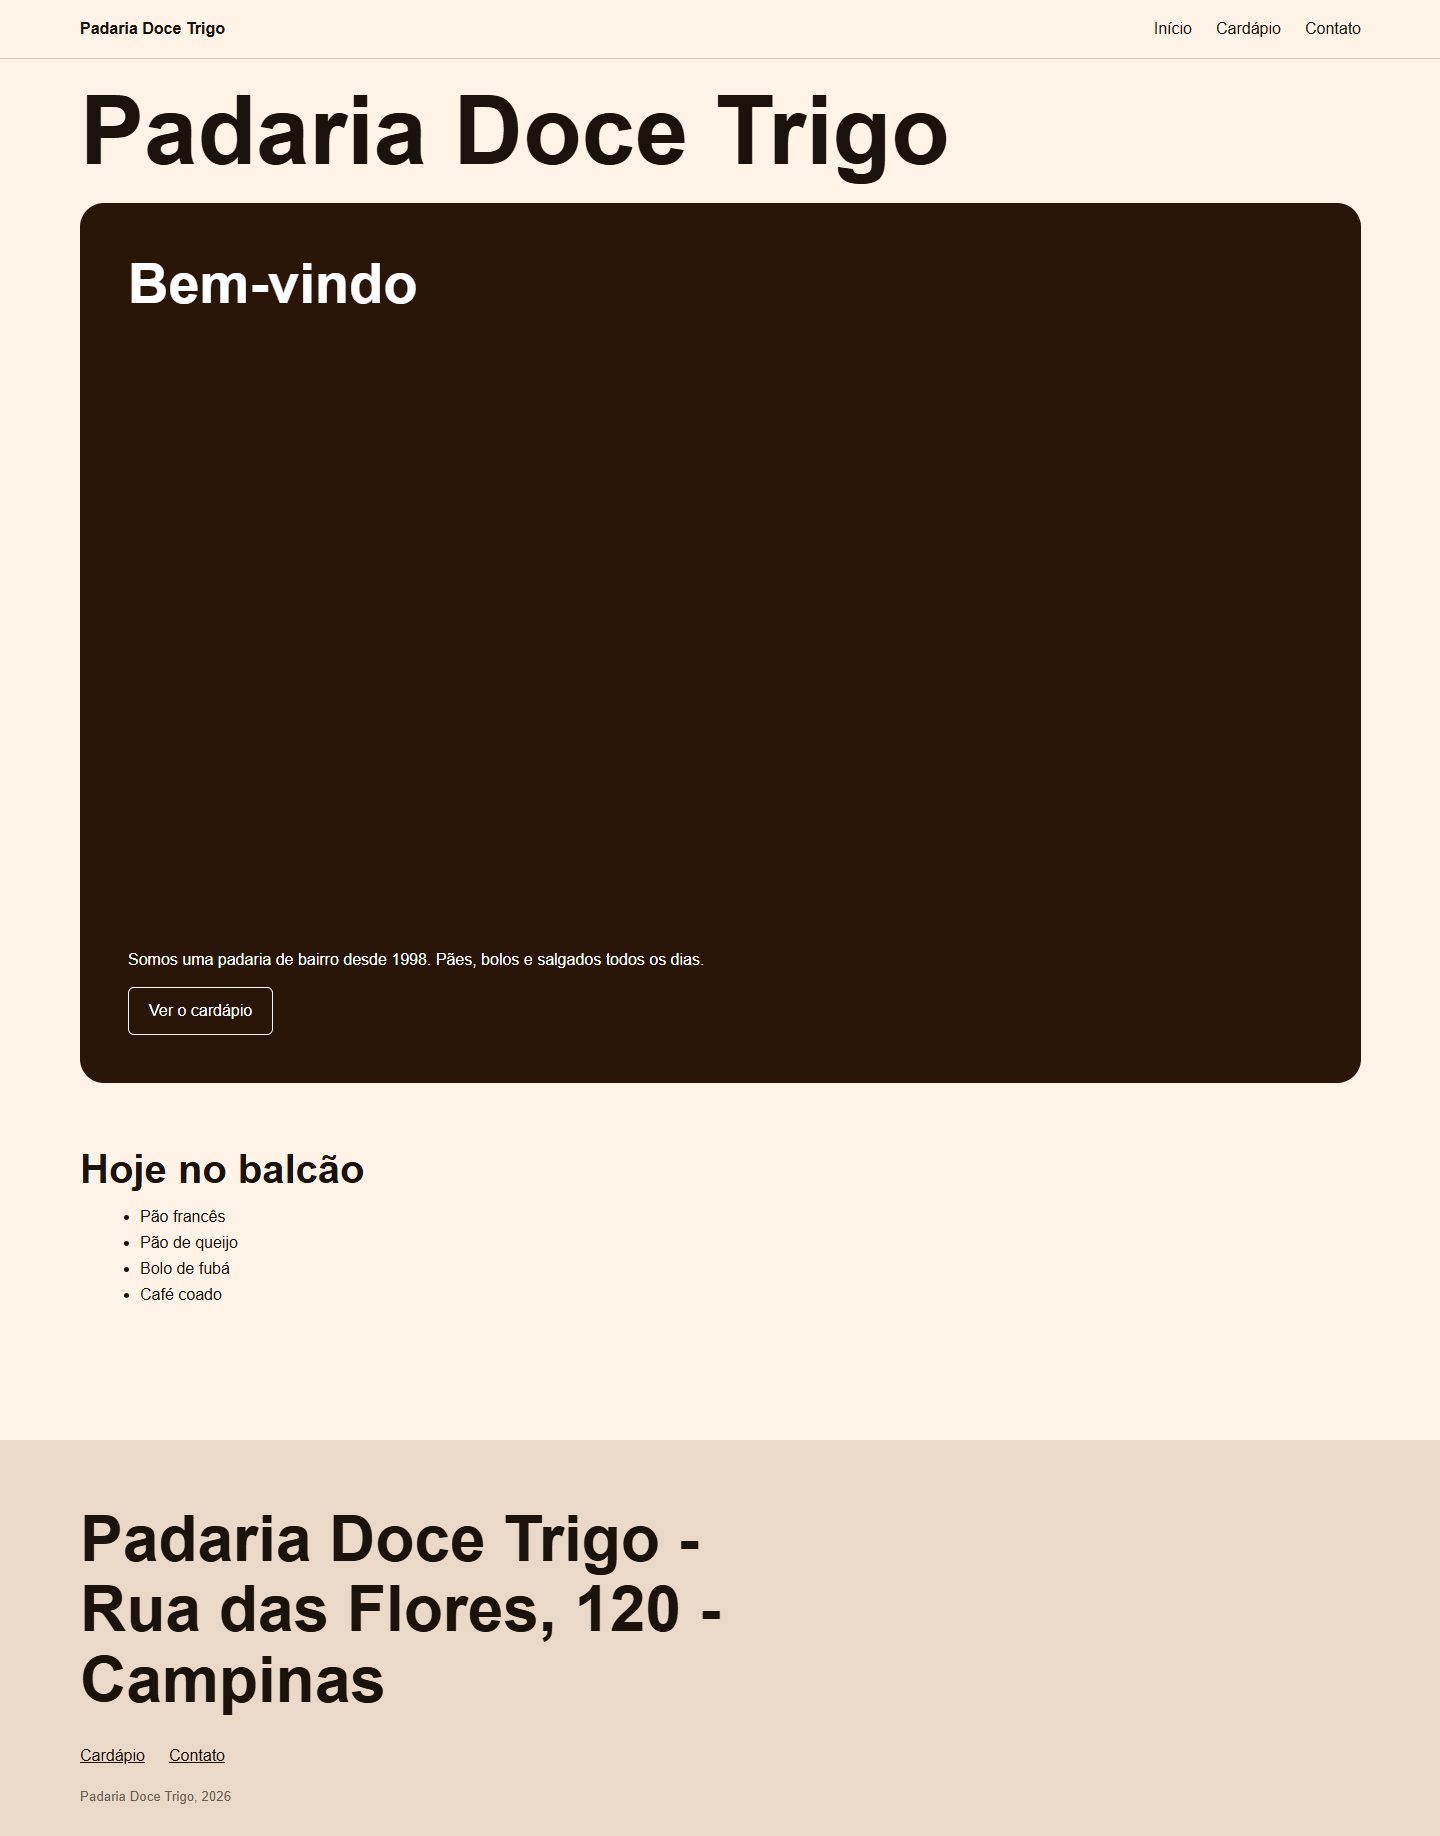 Padaria Doce Trigo
Início Cardápio Contato
Padaria Doce Trigo
Bem-vindo
Somos uma padaria de bairro desde 1998. Pães, bolos e salgados todos os dias.
Ver o cardápio
Hoje no balcão
• Pão francês
• Pão de queijo
• Bolo de fubá
• Café coado
Padaria Doce Trigo -
Rua das Flores, 120 -
Campinas
Cardápio Contato
Padaria Doce Trigo, 2026